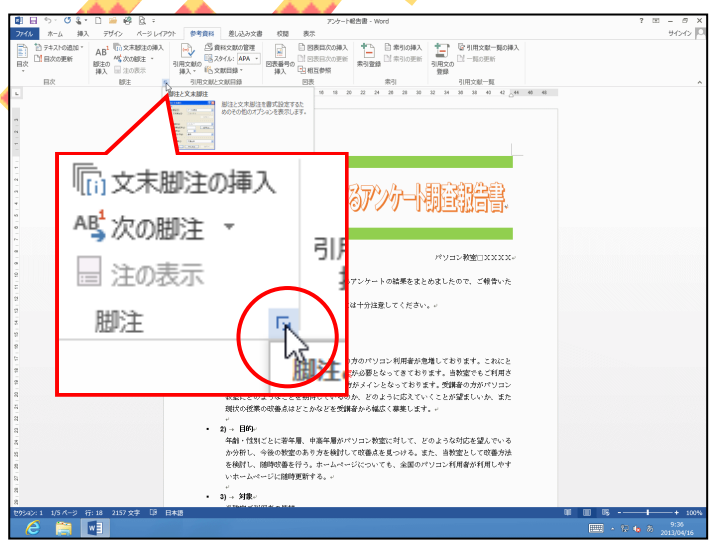 アンケート報告書 - Word
サインイン
ファイル ホーム 挿入 デザイン ページ レイアウト 参考資料 差し込み文書 校閲 表示
目次
テキストの追加
目次の更新
目次
AB1
脚注の挿入
文末脚注の挿入
次の脚注
注の表示
脚注
引用文献の挿入
資料文献の管理
スタイル: APA
文献目録
引用文献と文献目録
図表番号の挿入
図表目次の挿入
図表目次の更新
相互参照
図表
索引登録
索引の挿入
索引の更新
索引
引用文の登録
引用文献一覧の挿入
一覧の更新
引用文献一覧
脚注と文末脚注
脚注と文末脚注を書式設定するた
めのその他のオプションを表示します。
[i] 文末脚注の挿入
AB1 次の脚注
注の表示
脚注
引用
脚注
るアンケート調査報告書
パソコン教室□XXXX
アンケートの結果をまとめましたので、ご報告いた
は十分注意してください。
の方のパソコン利用者が急増しております。これにと
が必要となってきております。当教室でもご利用さ
がメインとなっております。受講者の方がパソコン
現状の授業の改善点はどこかなどを受講者から幅広く募集します。
2) → 目的
年齢・性別ごとに若年層、中高年層がパソコン教室に対して、どのような対応を望んでいる
か分析し、今後の教室のあり方を検討して改善点を見つける。また、当教室として改善方法
を検討し、随時改善を行う。ホームページについても、全国のパソコン利用者が利用しやす
いホームページに随時更新する。
3) → 対象
セクション: 1 1/5 ページ 行: 18 2157 文字 日本語
100%
9:36
2013/04/16